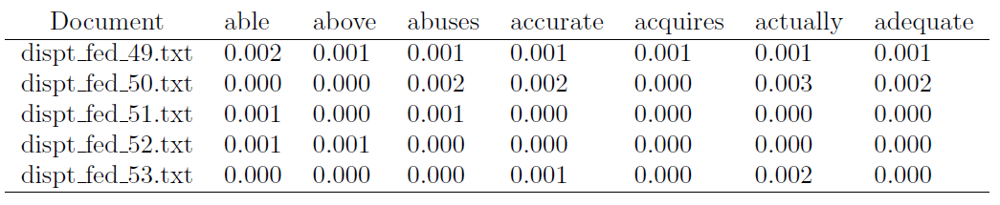 Document able above abuses accurate acquires actually adequate
dispt_fed_49.txt 0.002 0.001 0.001 0.001 0.001 0.001 0.001
dispt_fed_50.txt 0.000 0.000 0.002 0.002 0.000 0.003 0.002
dispt_fed_51.txt 0.001 0.000 0.001 0.000 0.000 0.000 0.000
dispt_fed_52.txt 0.001 0.001 0.000 0.000 0.000 0.000 0.000
dispt_fed_53.txt 0.000 0.000 0.000 0.001 0.000 0.002 0.000